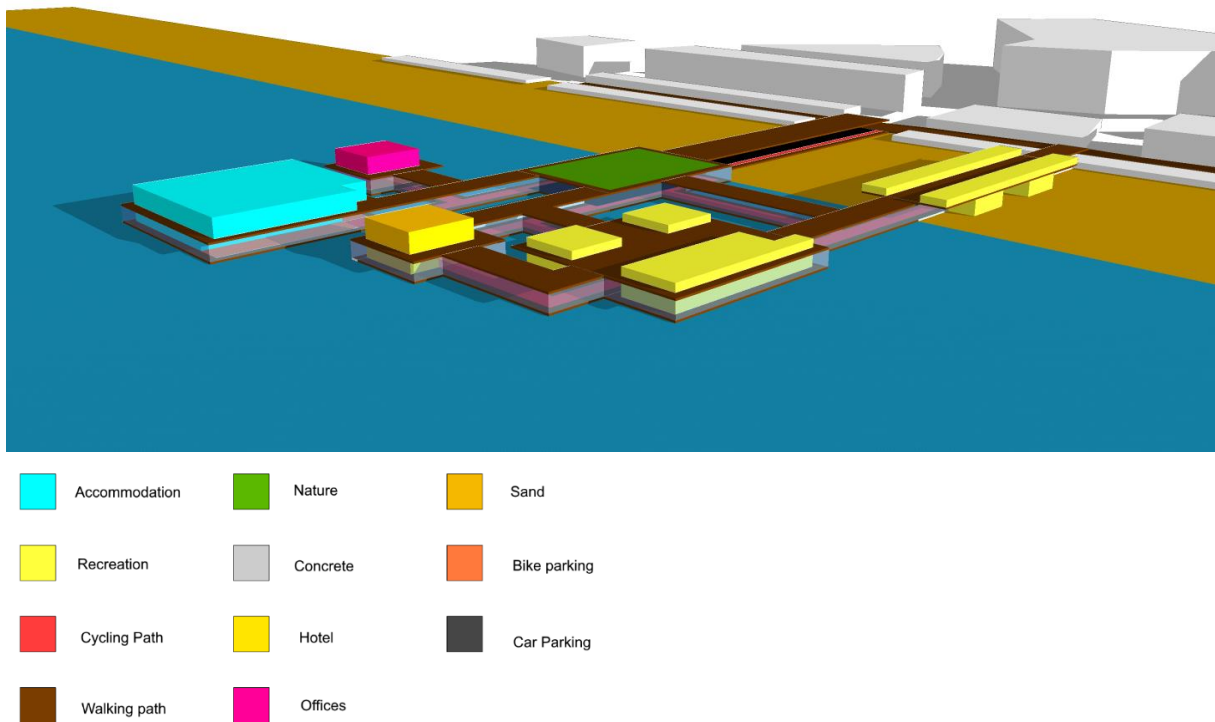 Accommodation
Nature
Sand
Recreation
Concrete
Bike parking
Cycling Path
Hotel
Car Parking
Walking path
Offices